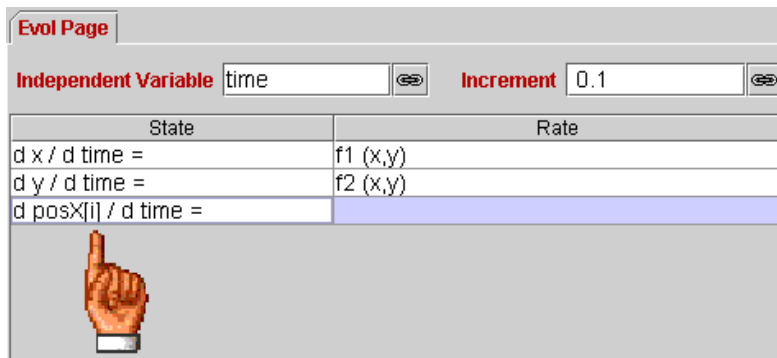 Evol Page
Independent Variable time Increment 0.1
State Rate
d x / d time = f1 (x,y)
d y / d time = f2 (x,y)
d posX[i] / d time =